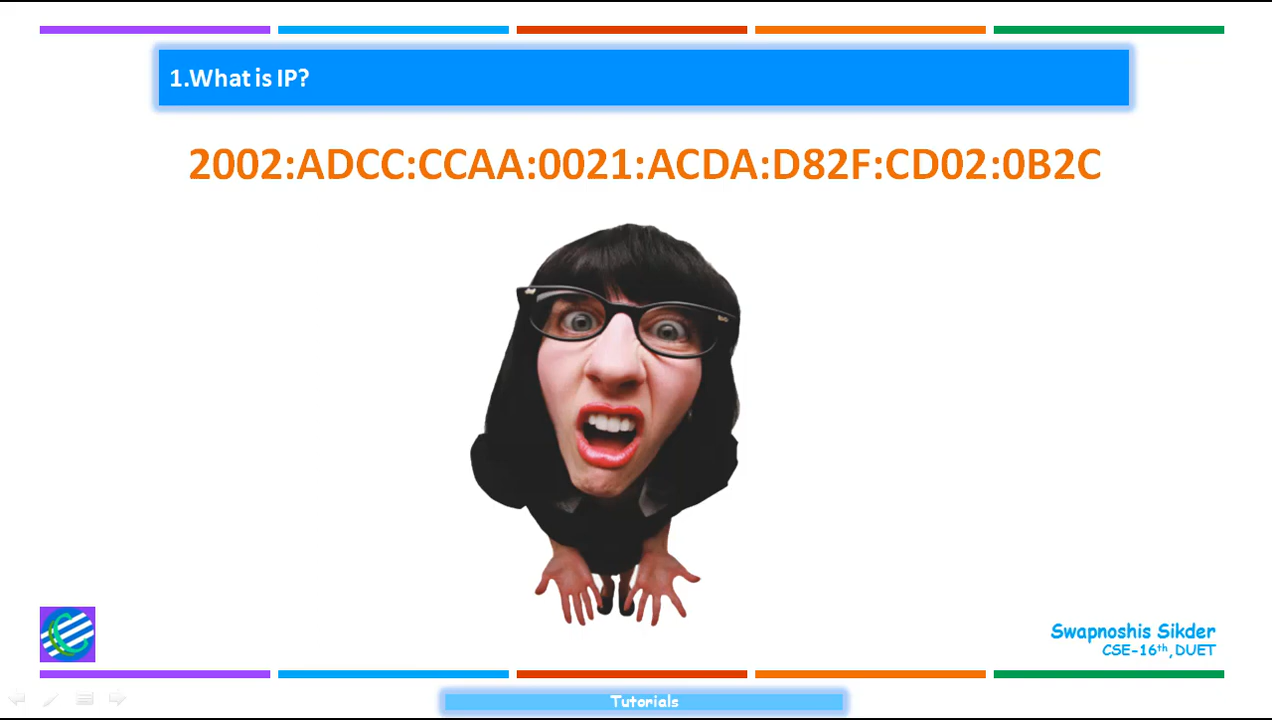 1.What is IP?
2002:ADCC:CCAA:0021:ACDA:D82F:CD02:0B2C
Swapnoshis Sikder
CSE-16th,DUET
Tutorials